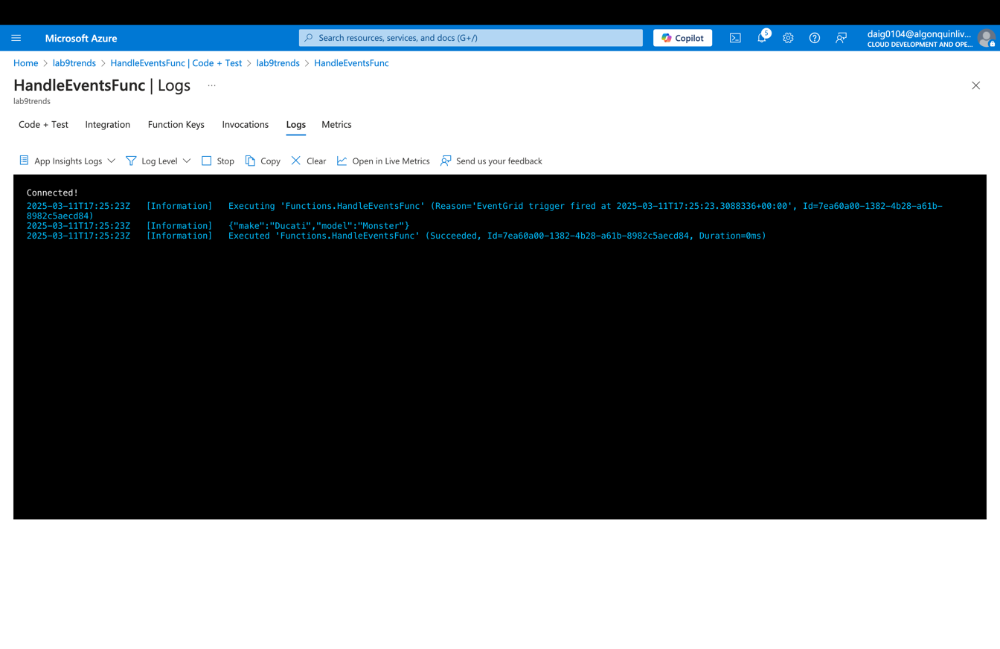 Microsoft Azure
Search resources, services, and docs (G+/)
Copilot
5
daig0104@algonquinliv...
CLOUD DEVELOPMENT AND OPE...
Home > lab9trends > HandleEventsFunc | Code + Test > lab9trends > HandleEventsFunc
HandleEventsFunc | Logs ...
lab9trends
Code + Test Integration Function Keys Invocations Logs Metrics
App Insights Logs Log Level Stop Copy Clear Open in Live Metrics Send us your feedback
Connected!
2025-03-11T17:25:23Z [Information] Executing 'Functions.HandleEventsFunc' (Reason='EventGrid trigger fired at 2025-03-11T17:25:23.3088336+00:00', Id=7ea60a00-1382-4b28-a61b-
8982c5aecd84)
2025-03-11T17:25:23Z [Information] {"make":"Ducati","model":"Monster"}
2025-03-11T17:25:23Z [Information] Executed 'Functions.HandleEventsFunc' (Succeeded, Id=7ea60a00-1382-4b28-a61b-8982c5aecd84, Duration=0ms)